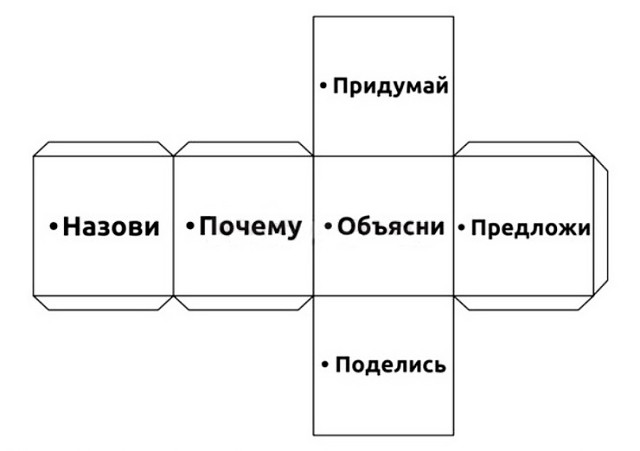 • Придумай
• Назови
• Почему
• Объясни
• Предложи
• Поделись